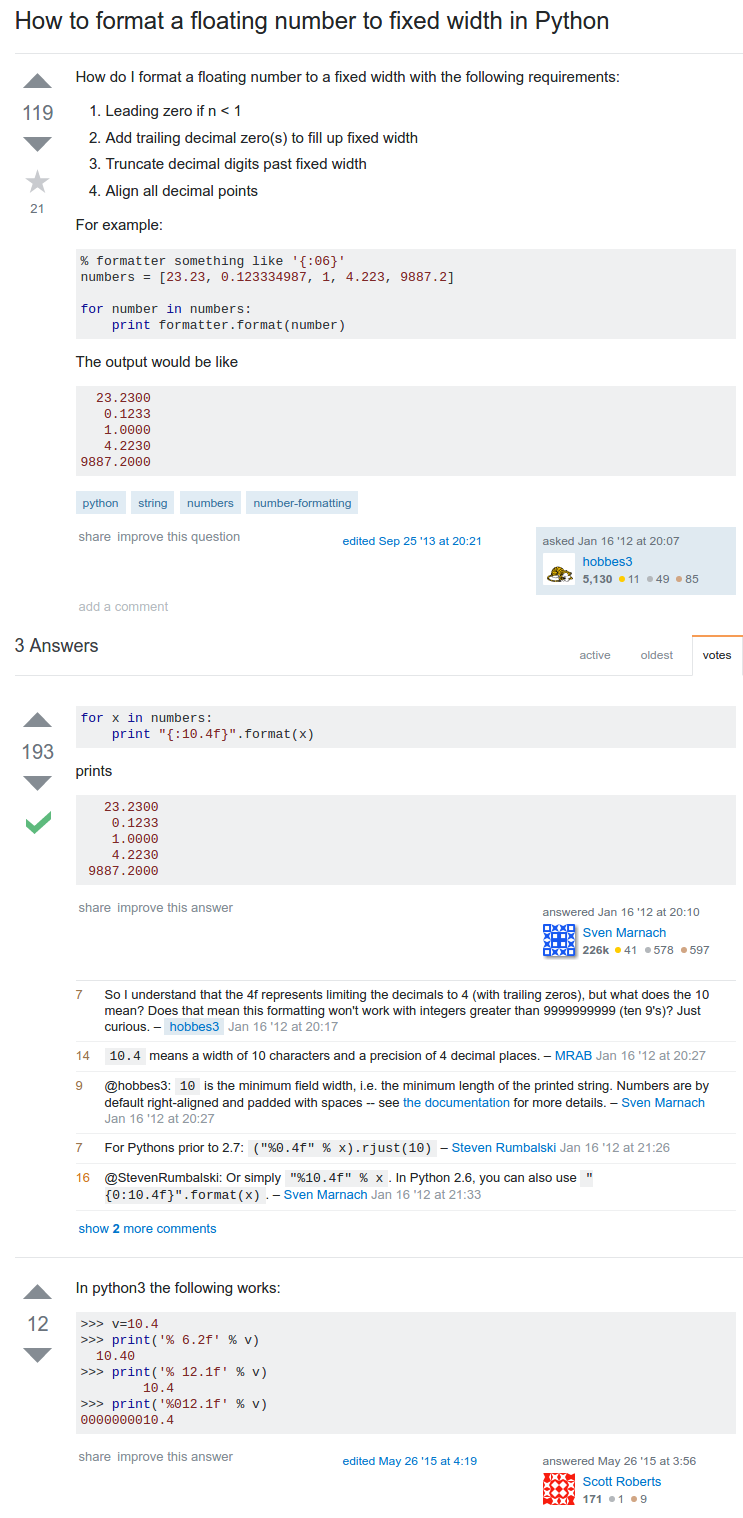 How to format a floating number to fixed width in Python
119
21
How do I format a floating number to a fixed width with the following requirements:
1. Leading zero if n < 1
2. Add trailing decimal zero(s) to fill up fixed width
3. Truncate decimal digits past fixed width
4. Align all decimal points
For example:
% formatter something like '{:06}'
numbers = [23.23, 0.123334987, 1, 4.223, 9887.2]
for number in numbers:
    print formatter.format(number)
The output would be like
  23.2300
   0.1233
   1.0000
   4.2230
9887.2000
python string numbers number-formatting
share improve this question
edited Sep 25 '13 at 20:21
asked Jan 16 '12 at 20:07
hobbes3
5,130 11 49 85
add a comment
3 Answers
active oldest votes
193
for x in numbers:
    print "{:10.4f}".format(x)
prints
   23.2300
    0.1233
    1.0000
    4.2230
 9887.2000
share improve this answer
answered Jan 16 '12 at 20:10
Sven Marnach
226k 41 578 597
7 So I understand that the 4f represents limiting the decimals to 4 (with trailing zeros), but what does the 10
mean? Does that mean this formatting won't work with integers greater than 9999999999 (ten 9's)? Just
curious. – hobbes3 Jan 16 '12 at 20:17
14 10.4 means a width of 10 characters and a precision of 4 decimal places. – MRAB Jan 16 '12 at 20:27
9 @hobbes3: 10 is the minimum field width, i.e. the minimum length of the printed string. Numbers are by
default right-aligned and padded with spaces -- see the documentation for more details. – Sven Marnach
Jan 16 '12 at 20:27
7 For Pythons prior to 2.7: ("%0.4f" % x).rjust(10) – Steven Rumbalski Jan 16 '12 at 21:26
16 @StevenRumbalski: Or simply "%10.4f" % x . In Python 2.6, you can also use "
{0:10.4f}".format(x) . – Sven Marnach Jan 16 '12 at 21:33
show 2 more comments
12
In python3 the following works:
>>> v=10.4
>>> print('% 6.2f' % v)
  10.40
>>> print('% 12.1f' % v)
        10.4
>>> print('%012.1f' % v)
0000000010.4
share improve this answer
edited May 26 '15 at 4:19
answered May 26 '15 at 3:56
Scott Roberts
171 1 9